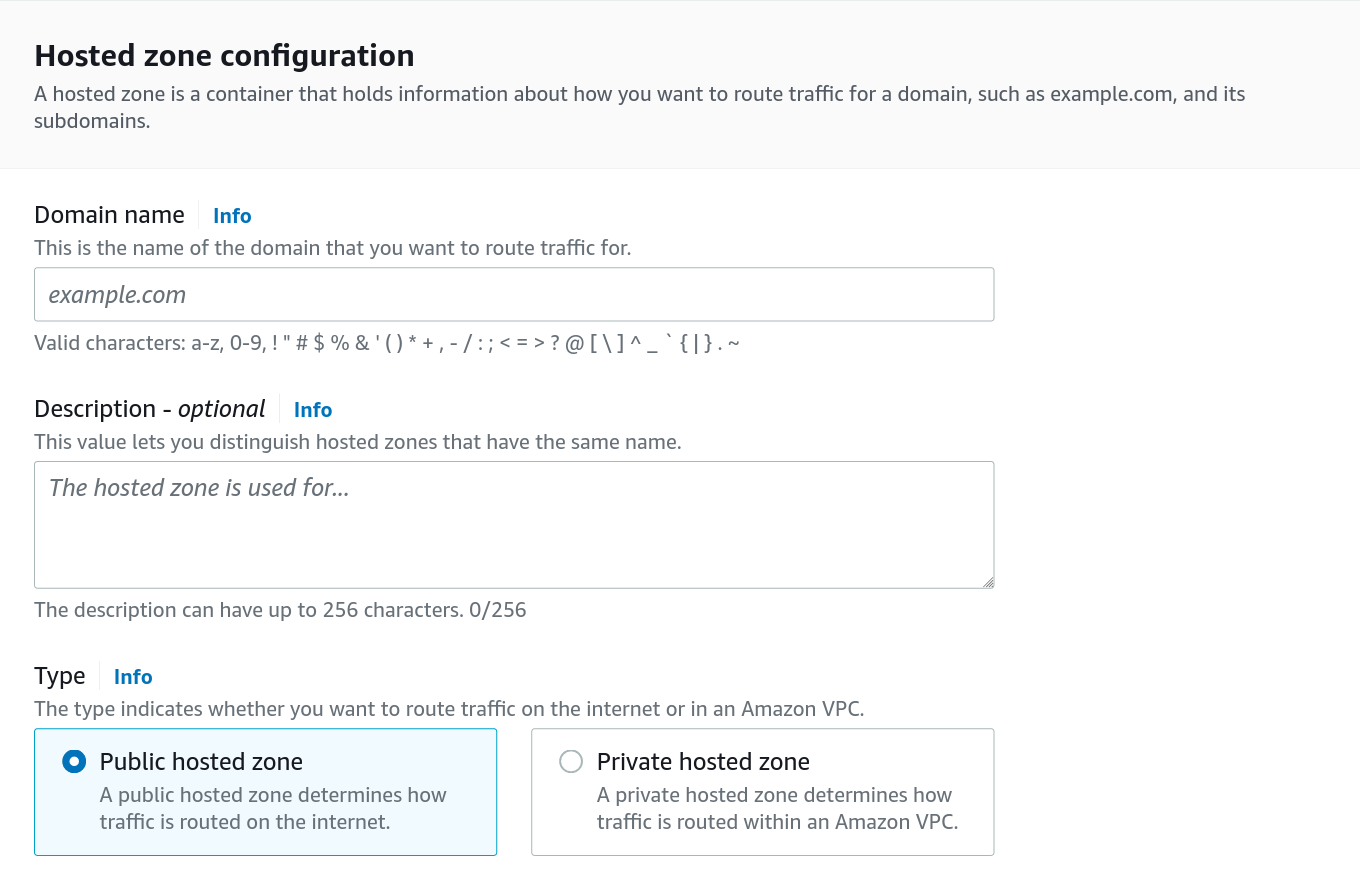 Hosted zone configuration
A hosted zone is a container that holds information about how you want to route traffic for a domain, such as example.com, and its
subdomains.
Domain name Info
This is the name of the domain that you want to route traffic for.
example.com
Valid characters: a-z, 0-9, ! " # $ % & ' ( ) * + , - / : ; < = > ? @ [ \ ] ^ _ ` { | } . ~
Description - optional Info
This value lets you distinguish hosted zones that have the same name.
The hosted zone is used for...
The description can have up to 256 characters. 0/256
Type Info
The type indicates whether you want to route traffic on the internet or in an Amazon VPC.
Public hosted zone
A public hosted zone determines how
traffic is routed on the internet.
Private hosted zone
A private hosted zone determines how
traffic is routed within an Amazon VPC.